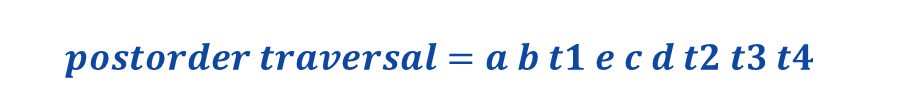 postorder traversal = a b t1 e c d t2 t3 t4